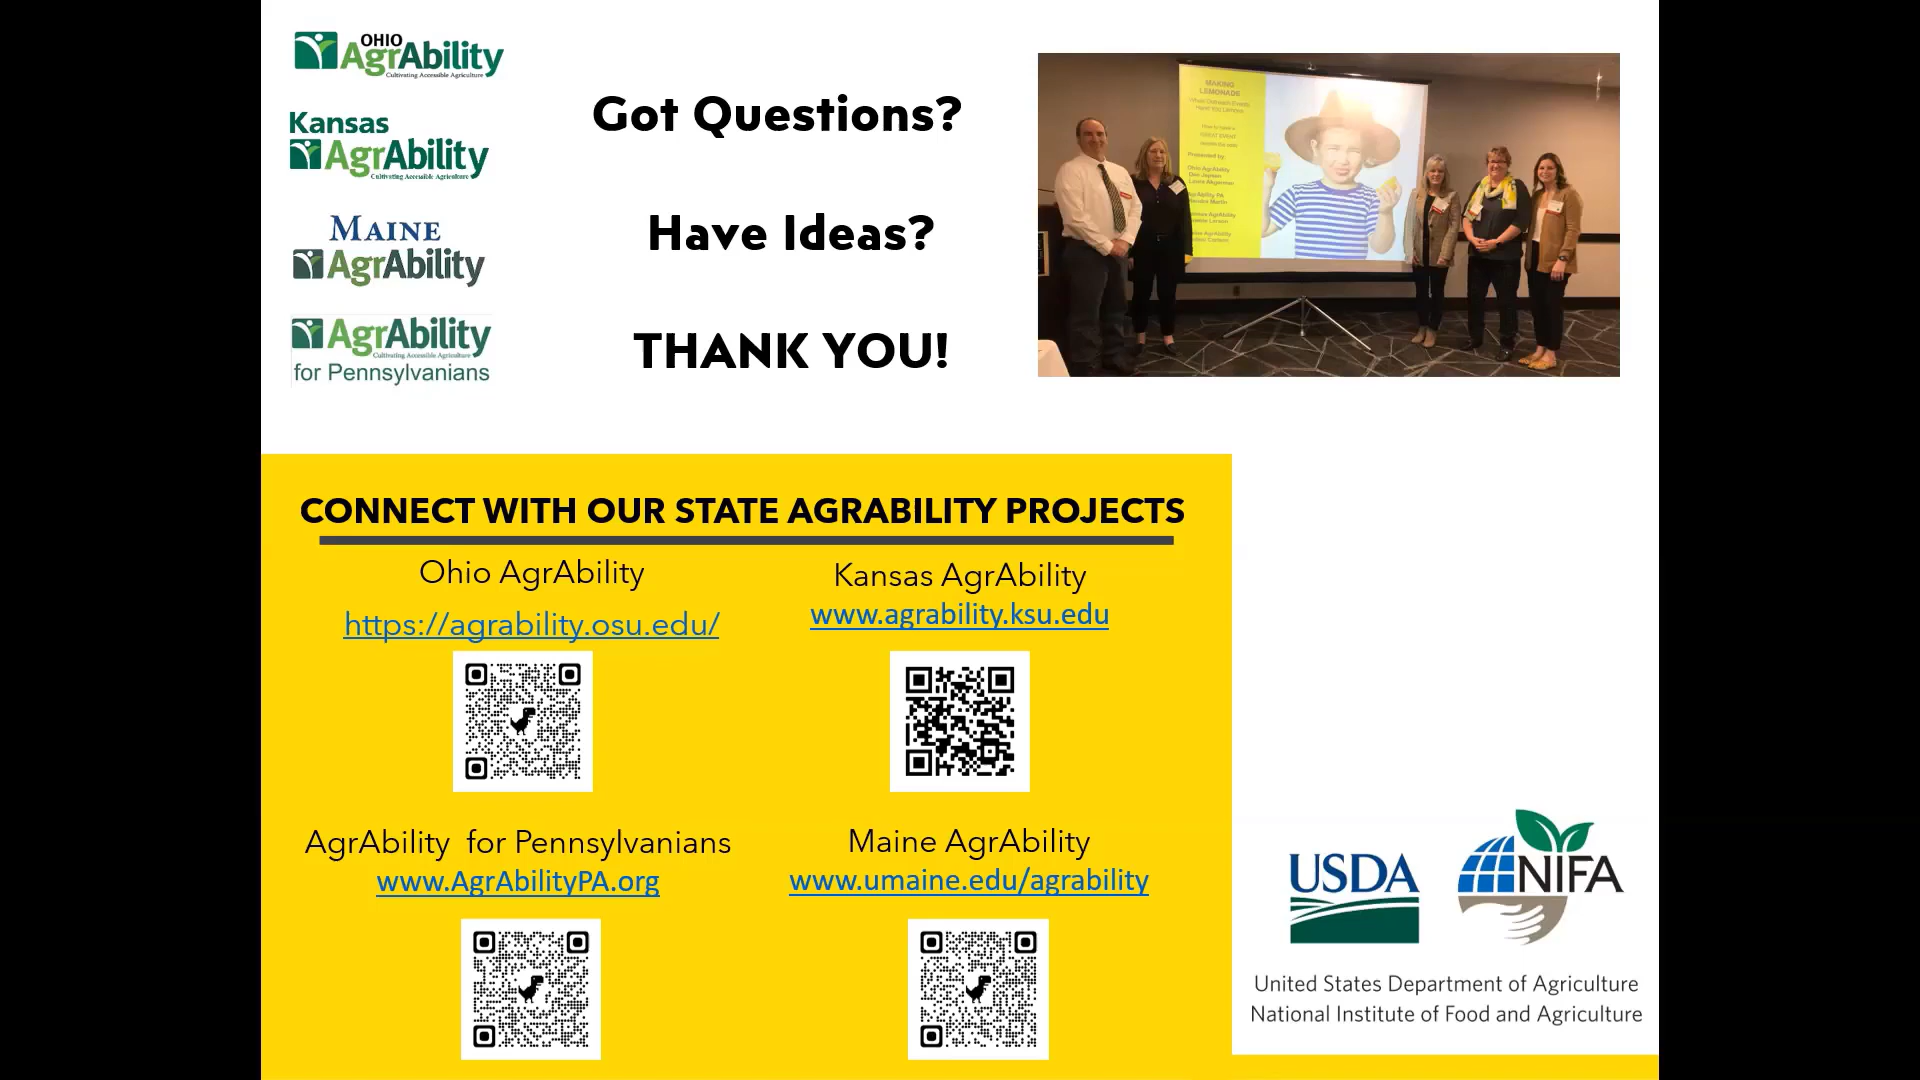 OHIO
AgrAbility
Cultivating Accessible Agriculture
Kansas
AgrAbility
Cultivating Accessible Agriculture
MAINE
AgrAbility
AgrAbility
Cultivating Accessible Agriculture
for Pennsylvanians
Got Questions?
Have Ideas?
THANK YOU!
MAKING
LEMONADE
Presented by:
CONNECT WITH OUR STATE AGRABILITY PROJECTS
Ohio AgrAbility
https://agrability.osu.edu/
Kansas AgrAbility
www.agrability.ksu.edu
AgrAbility for Pennsylvanians
www.AgrAbilityPA.org
Maine AgrAbility
www.umaine.edu/agrability
USDA
NIFA
United States Department of Agriculture
National Institute of Food and Agriculture